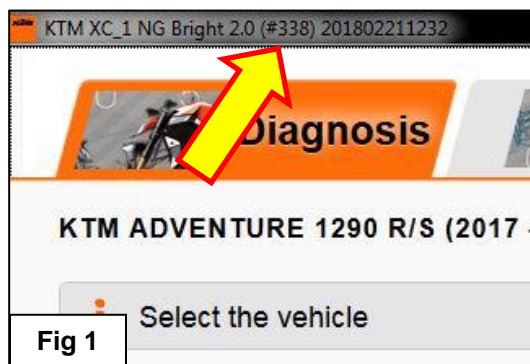 KTM XC_1 NG Bright 2.0 (#338) 201802211232
Diagnosis
KTM ADVENTURE 1290 R/S (2017
Select the vehicle
Fig 1